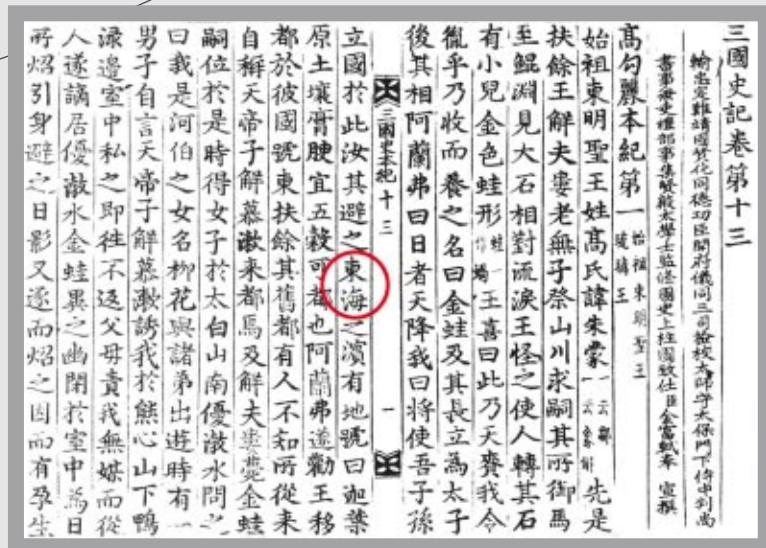 三國史記卷第十三
輸忠定難靖國贊化同德功臣開府儀同三司檢校太師守太保門下侍中判尚
書事兼吏禮部事集賢殿太學士監修國史上柱國致仕臣金富軾奉 宣撰
高句麗本紀第一 始祖東明聖王 琉璃王
始祖東明聖王姓高氏諱朱蒙 一云鄒 一云象解 先是
扶餘王解夫婁老無子祭山川求嗣其所御馬
至鯤淵見大石相對流淚王怪之使人轉其石
有小兒金色蛙形 蛙一作蝸 王喜曰此乃天賚我令
胤乎乃收而養之名曰金蛙及其長立為太子
後其相阿蘭弗曰日者天降我曰將使吾子孫
三國史本紀十三 一
立國於此汝其避之東海之濱有地號曰迦葉
原土壤膏腴宜五穀可都也阿蘭弗遂勸王移
都於彼國號東扶餘其舊都有人不知所從來
自稱天帝子解慕漱來都焉及解夫婁薨金蛙
嗣位於是時得女子於太白山南優渤水問之
曰我是河伯之女名柳花與諸弟出遊時有一
男子自言天帝子解慕漱誘我於熊心山下鴨
渌邊室中私之即徃不返父母責我無媒而從
人遂謫居優渤水金蛙異之幽閉於室中為日
所炤引身避之日影又逐而炤之因而有孕生